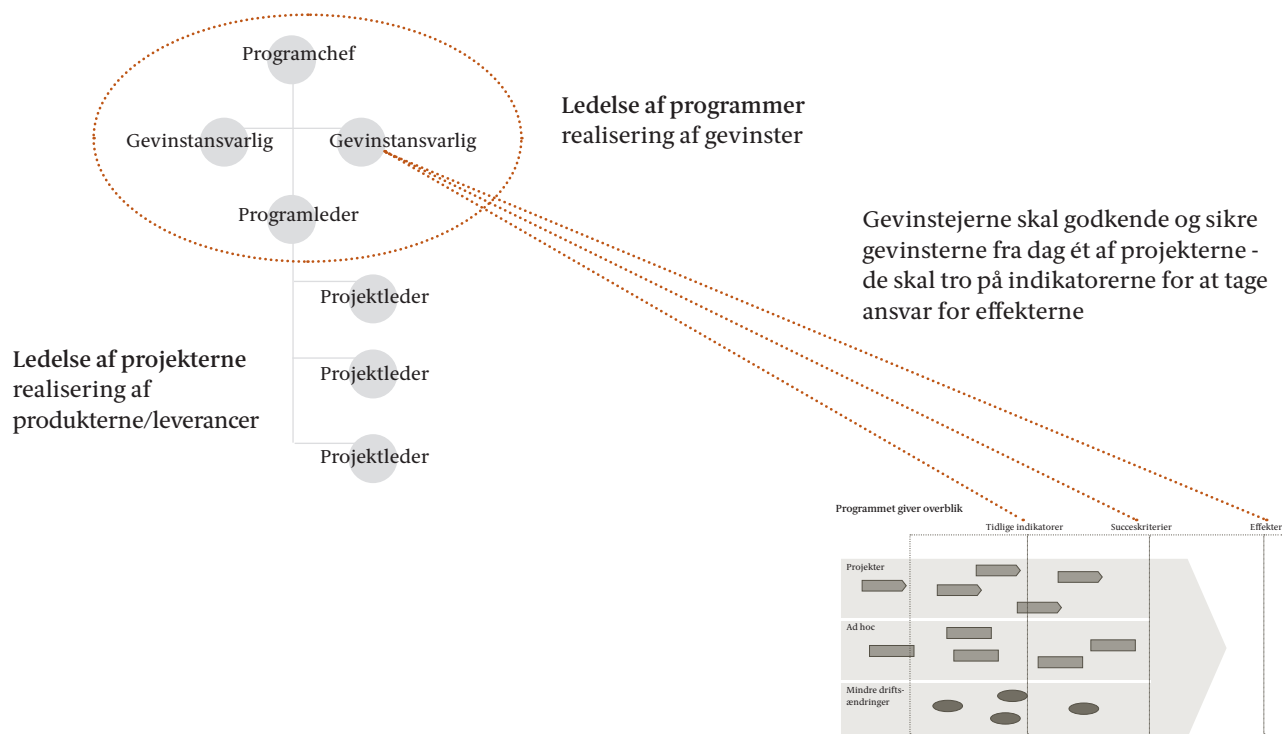 Programchef
Gevinstansvarlig
Gevinstansvarlig
Programleder
Projektleder
Projektleder
Projektleder
Ledelse af programmer
realisering af gevinster
Gevinstejerne skal godkende og sikre
gevinsterne fra dag ét af projekterne -
de skal tro på indikatorerne for at tage
ansvar for effekterne
Ledelse af projekterne
realisering af
produkterne/leverancer
Programmet giver overblik
Tidlige indikatorer
Succeskriterier
Effekter
Projekter
Ad hoc
Mindre drifts-
ændringer